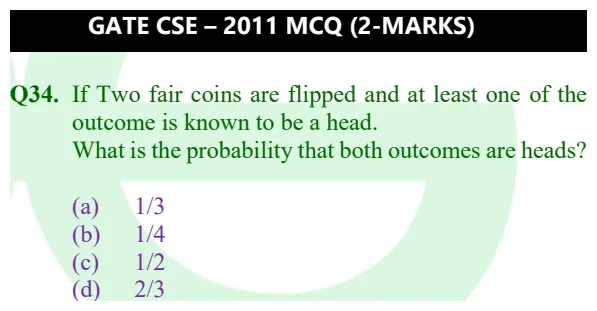 GATE CSE – 2011 MCQ (2-MARKS)
Q34. If Two fair coins are flipped and at least one of the
outcome is known to be a head.
What is the probability that both outcomes are heads?
(a) 1/3
(b) 1/4
(c) 1/2
(d) 2/3